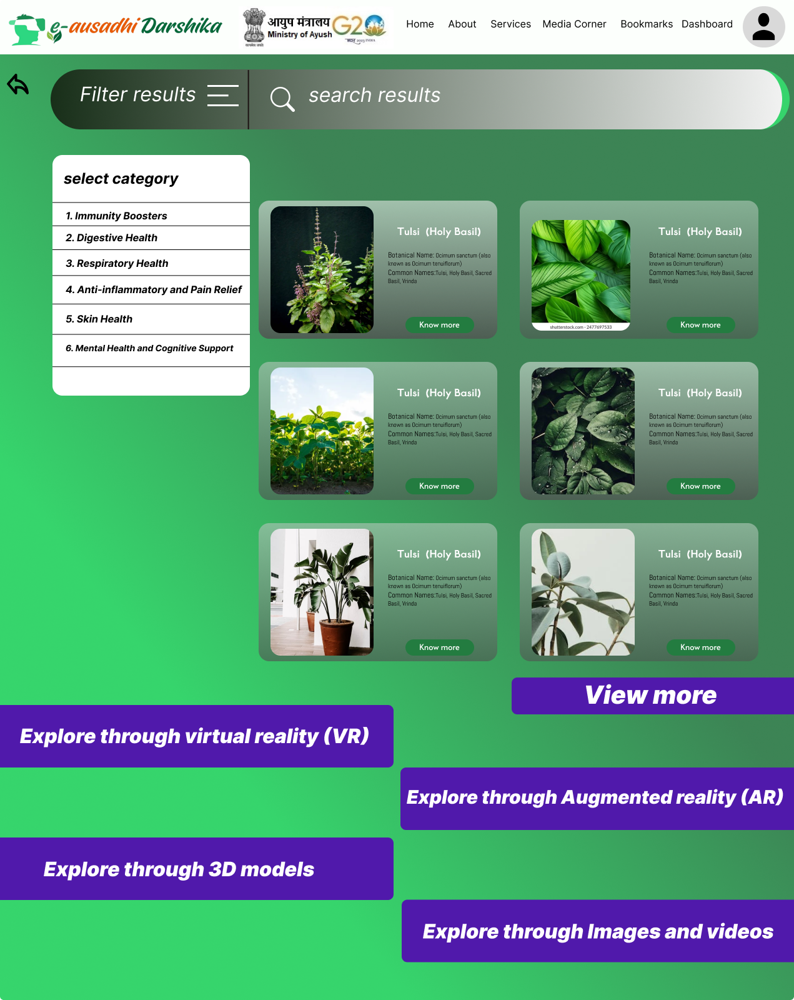 e-ausadhi Darshika
आयुष मंत्रालय
Ministry of Ayush
G20
2023 INDIA
Home About Services Media Corner Bookmarks Dashboard
Filter results
search results
select category
1. Immunity Boosters
2. Digestive Health
3. Respiratory Health
4. Anti-inflammatory and Pain Relief
5. Skin Health
6. Mental Health and Cognitive Support
Tulsi (Holy Basil)
Botanical Name: Ocimum sanctum (also
known as Ocimum tenuiflorum)
Common Names:Tulsi, Holy Basil, Sacred
Basil, Vrinda
Know more
Tulsi (Holy Basil)
Botanical Name: Ocimum sanctum (also
known as Ocimum tenuiflorum)
Common Names:Tulsi, Holy Basil, Sacred
Basil, Vrinda
shutterstock.com · 2477697533
Know more
Tulsi (Holy Basil)
Botanical Name: Ocimum sanctum (also
known as Ocimum tenuiflorum)
Common Names:Tulsi, Holy Basil, Sacred
Basil, Vrinda
Know more
Tulsi (Holy Basil)
Botanical Name: Ocimum sanctum (also
known as Ocimum tenuiflorum)
Common Names:Tulsi, Holy Basil, Sacred
Basil, Vrinda
Know more
Tulsi (Holy Basil)
Botanical Name: Ocimum sanctum (also
known as Ocimum tenuiflorum)
Common Names:Tulsi, Holy Basil, Sacred
Basil, Vrinda
Know more
Tulsi (Holy Basil)
Botanical Name: Ocimum sanctum (also
known as Ocimum tenuiflorum)
Common Names:Tulsi, Holy Basil, Sacred
Basil, Vrinda
Know more
View more
Explore through virtual reality (VR)
Explore through Augmented reality (AR)
Explore through 3D models
Explore through Images and videos